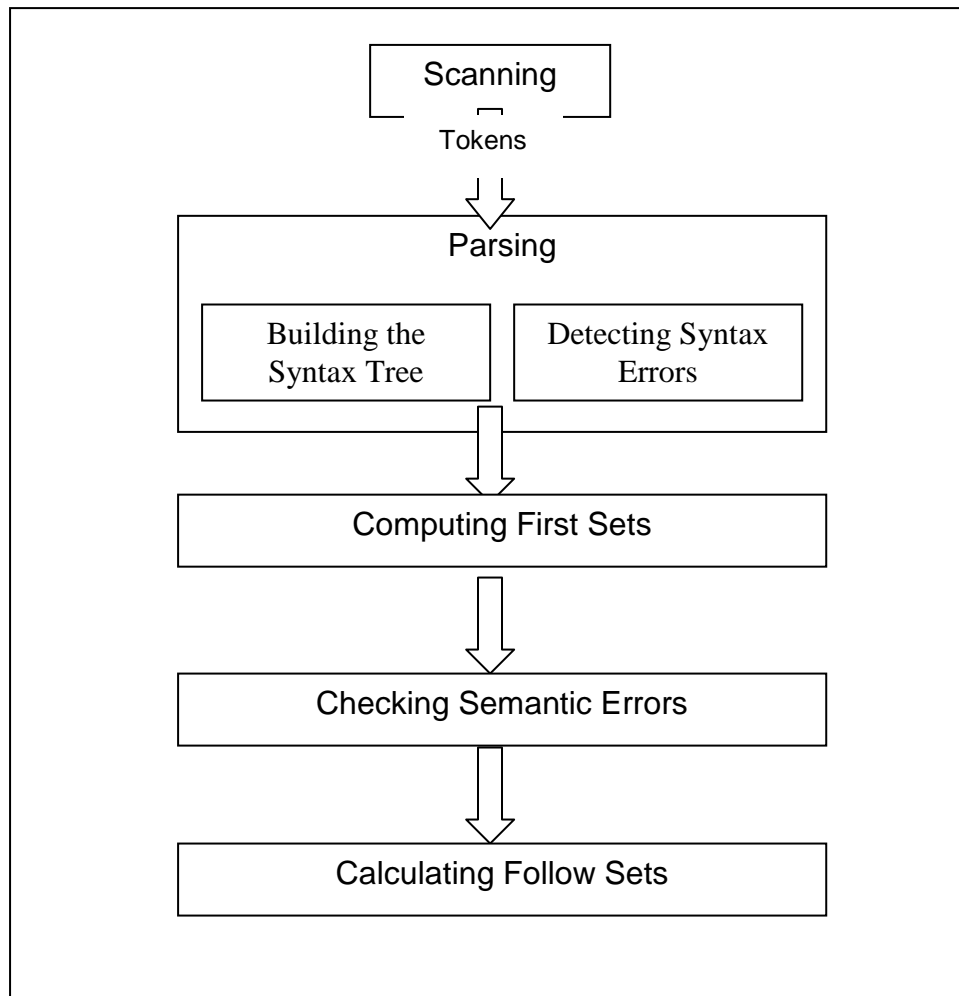 Scanning
Tokens
Parsing
Building the
Syntax Tree
Detecting Syntax
Errors
Computing First Sets
Checking Semantic Errors
Calculating Follow Sets